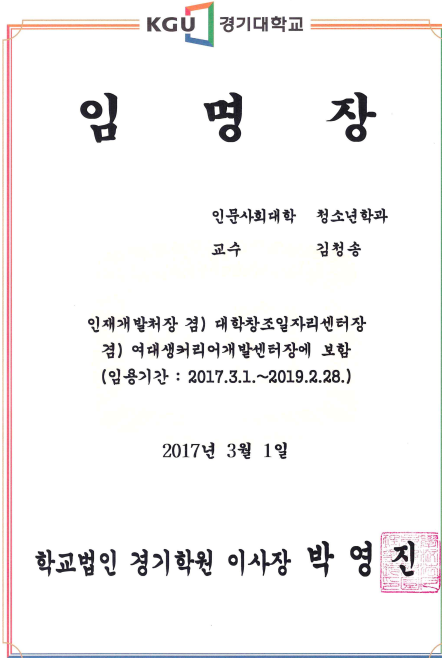 KGU 경기대학교
임 명 장
인문사회대학 청소년학과
교수 김청송
인재개발처장 겸) 대학창조일자리센터장
겸) 여대생커리어개발센터장에 보함
(임용기간 : 2017.3.1.~2019.2.28.)
2017년 3월 1일
학교법인 경기학원 이사장 박 영 진